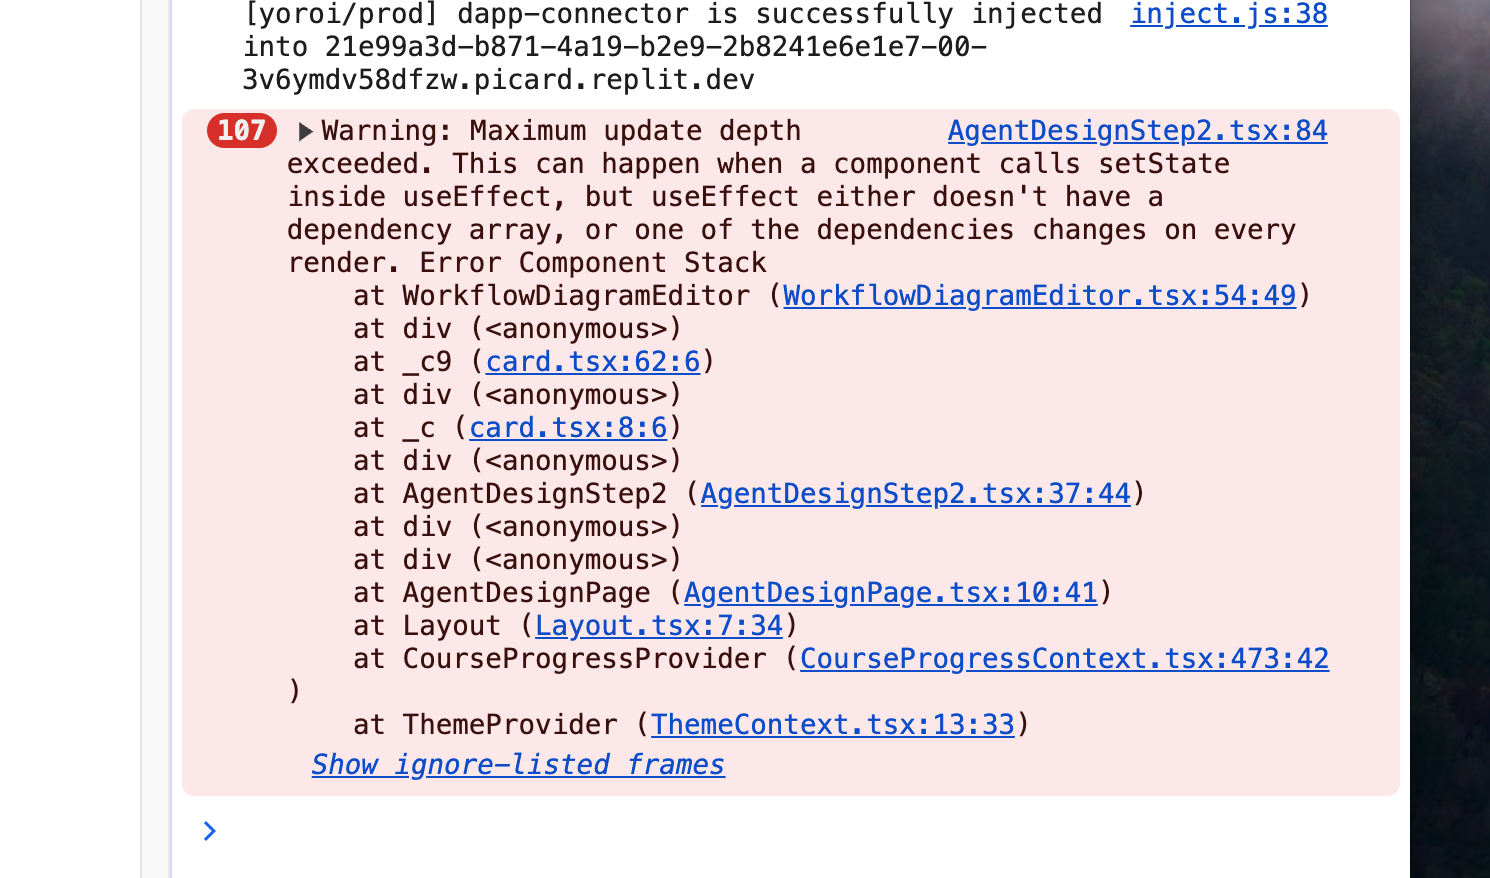 [yoroi/prod] dapp-connector is successfully injected inject.js:38
into 21e99a3d-b871-4a19-b2e9-2b8241e6e1e7-00-
3v6ymdv58dfzw.picard.replit.dev
107 ▶Warning: Maximum update depth AgentDesignStep2.tsx:84
exceeded. This can happen when a component calls setState
inside useEffect, but useEffect either doesn't have a
dependency array, or one of the dependencies changes on every
render. Error Component Stack
    at WorkflowDiagramEditor (WorkflowDiagramEditor.tsx:54:49)
    at div (<anonymous>)
    at _c9 (card.tsx:62:6)
    at div (<anonymous>)
    at _c (card.tsx:8:6)
    at div (<anonymous>)
    at AgentDesignStep2 (AgentDesignStep2.tsx:37:44)
    at div (<anonymous>)
    at div (<anonymous>)
    at AgentDesignPage (AgentDesignPage.tsx:10:41)
    at Layout (Layout.tsx:7:34)
    at CourseProgressProvider (CourseProgressContext.tsx:473:42
)
    at ThemeProvider (ThemeContext.tsx:13:33)
Show ignore-listed frames